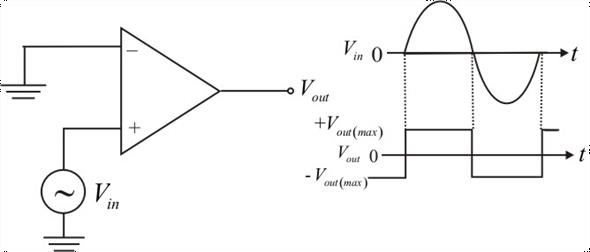 −
+
~
V_in
V_out
V_in 0 t
+V_out(max)
V_out 0 t
-V_out(max)